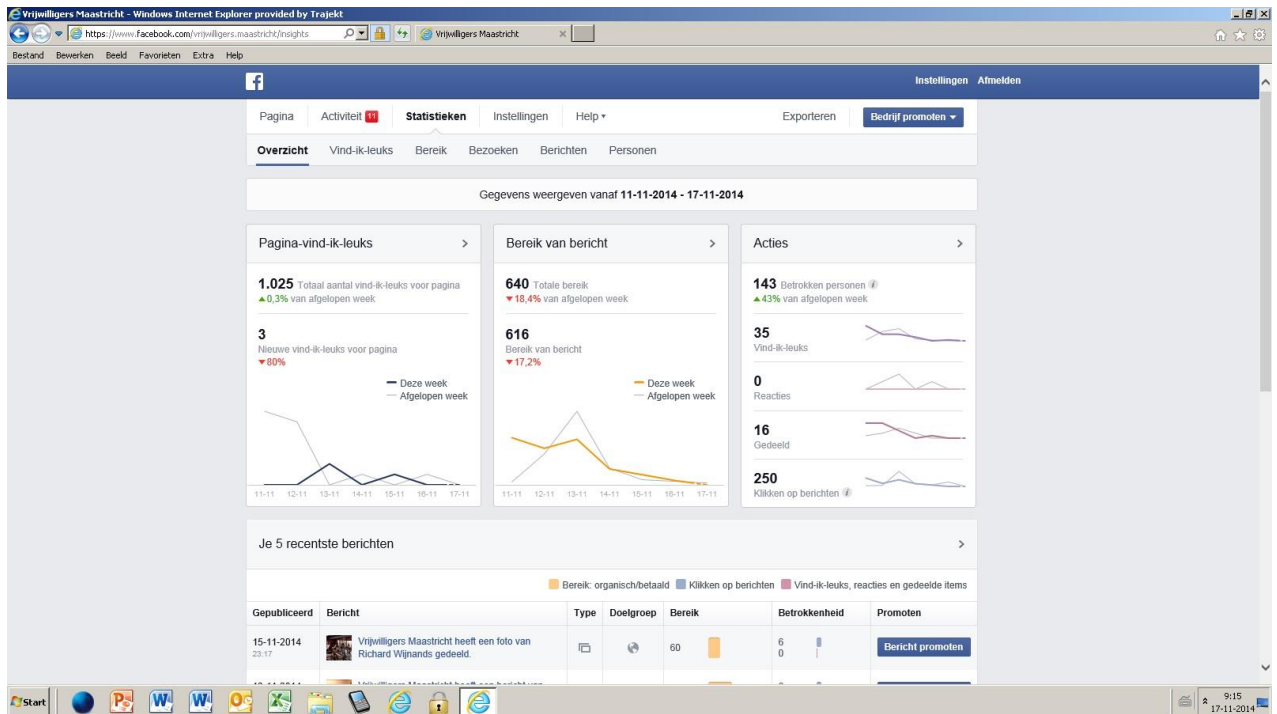 Vrijwilligers Maastricht - Windows Internet Explorer provided by Trajekt
https://www.facebook.com/vrijwilligers.maastricht/insights
Vrijwilligers Maastricht
Bestand Bewerken Beeld Favorieten Extra Help
f
Instellingen Afmelden
Pagina Activiteit 11 Statistieken Instellingen Help Exporteren Bedrijf promoten
Overzicht Vind-ik-leuks Bereik Bezoeken Berichten Personen
Gegevens weergeven vanaf 11-11-2014 - 17-11-2014
Pagina-vind-ik-leuks
1.025 Totaal aantal vind-ik-leuks voor pagina
▲0,3% van afgelopen week
3
Nieuwe vind-ik-leuks voor pagina
▼80%
Deze week
Afgelopen week
11-11 12-11 13-11 14-11 15-11 16-11 17-11
Bereik van bericht
640 Totale bereik
▼18,4% van afgelopen week
616
Bereik van bericht
▼17,2%
Deze week
Afgelopen week
11-11 12-11 13-11 14-11 15-11 16-11 17-11
Acties
143 Betrokken personen i
▲43% van afgelopen week
35
Vind-ik-leuks
0
Reacties
16
Gedeeld
250
Klikken op berichten i
Je 5 recentste berichten
Bereik: organisch/betaald Klikken op berichten Vind-ik-leuks, reacties en gedeelde items
Gepubliceerd Bericht Type Doelgroep Bereik Betrokkenheid Promoten
15-11-2014
23:17
Vrijwilligers Maastricht heeft een foto van
Richard Wijnands gedeeld.
60
6
0
Bericht promoten
Start
9:15
17-11-2014